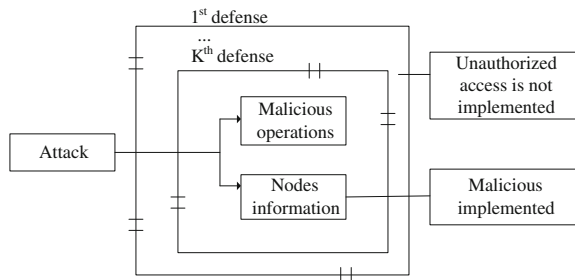 1st defense
...
Kth defense
Unauthorized
access is not
implemented
Malicious
operations
Attack
Nodes
information
Malicious
implemented